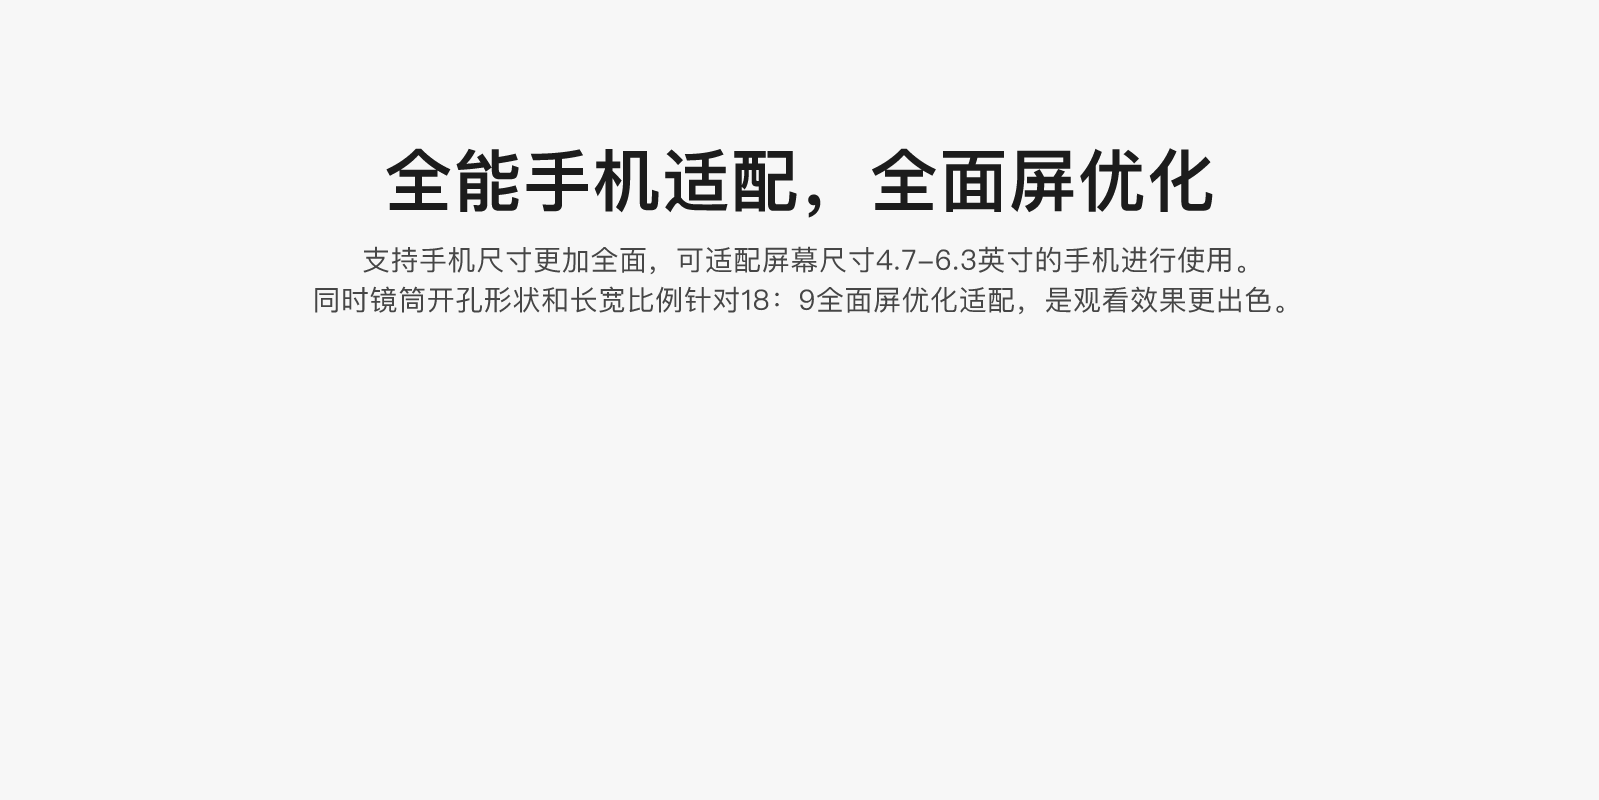 全能手机适配，全面屏优化
支持手机尺寸更加全面，可适配屏幕尺寸4.7-6.3英寸的手机进行使用。
同时镜筒开孔形状和长宽比例针对18：9全面屏优化适配，是观看效果更出色。